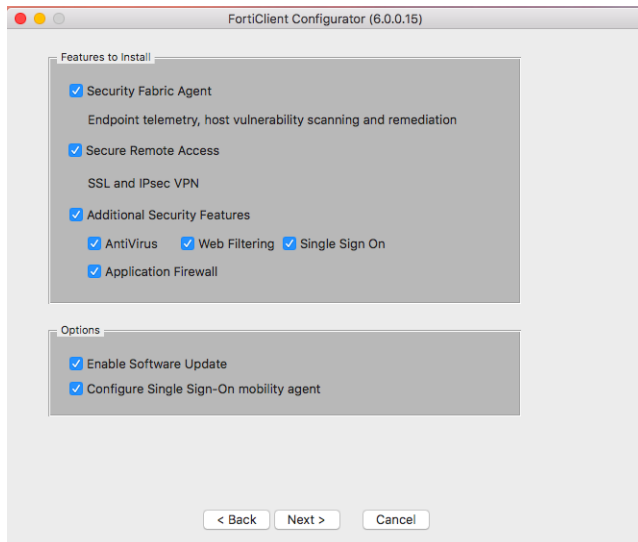 FortiClient Configurator (6.0.0.15)
Features to Install
Security Fabric Agent
Endpoint telemetry, host vulnerability scanning and remediation
Secure Remote Access
SSL and IPsec VPN
Additional Security Features
AntiVirus Web Filtering Single Sign On
Application Firewall
Options
Enable Software Update
Configure Single Sign-On mobility agent
< Back Next > Cancel